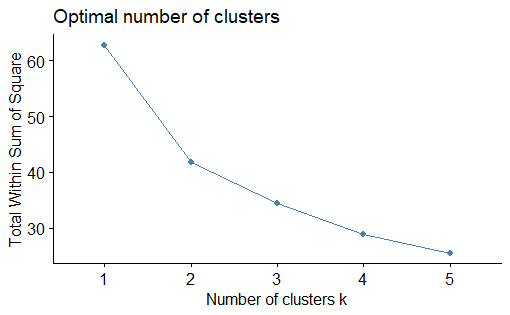 Optimal number of clusters
Total Within Sum of Square
60
50
40
30
1 2 3 4 5
Number of clusters k